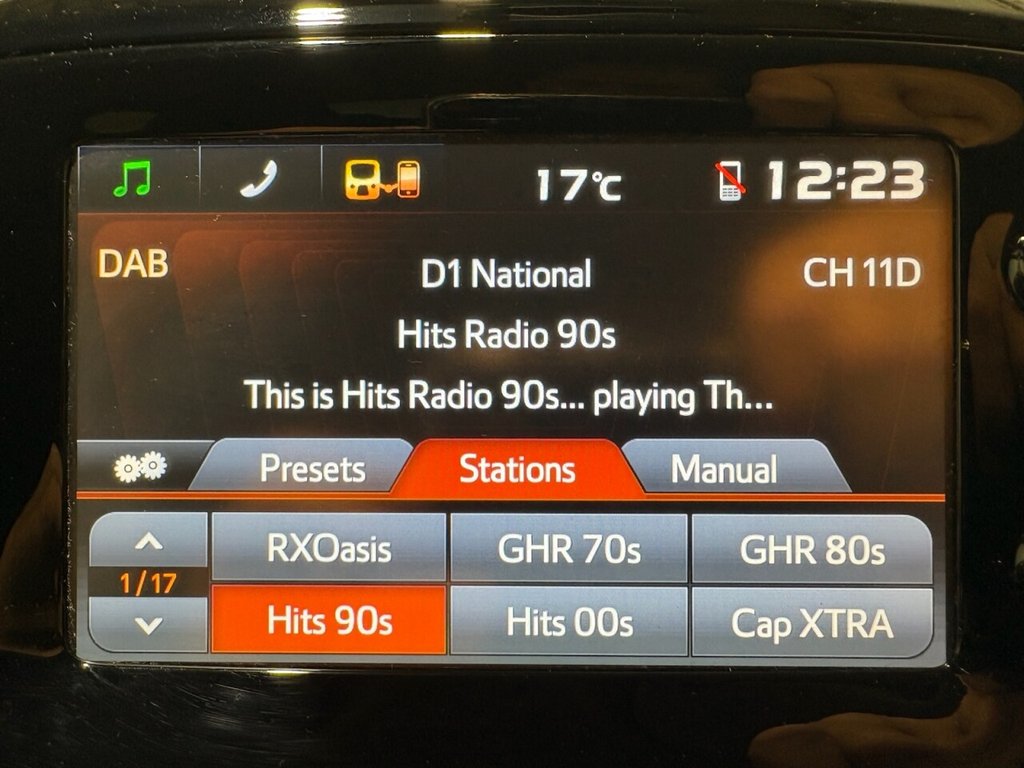 17°C 12:23
DAB D1 National CH 11D
Hits Radio 90s
This is Hits Radio 90s... playing Th...
Presets Stations Manual
RXOasis GHR 70s GHR 80s
1/17
Hits 90s Hits 00s Cap XTRA